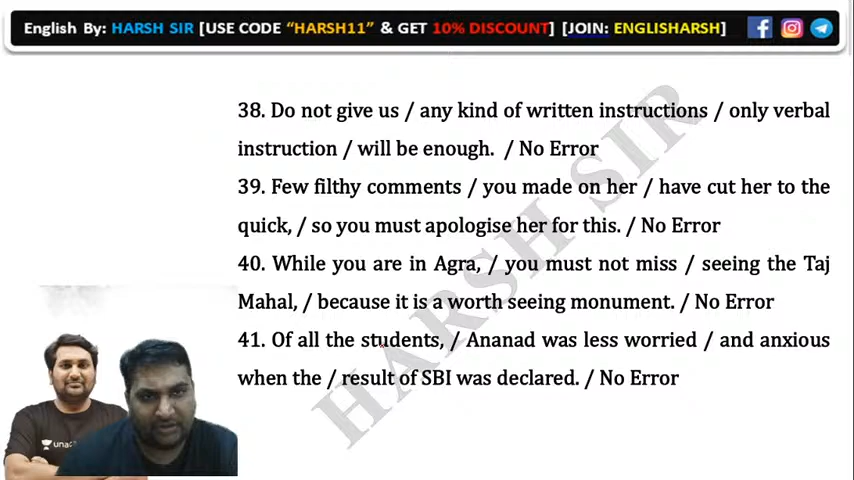 English By: HARSH SIR [USE CODE “HARSH11” & GET 10% DISCOUNT] [JOIN: ENGLISHARSH]
38. Do not give us / any kind of written instructions / only verbal
instruction / will be enough. / No Error
39. Few filthy comments / you made on her / have cut her to the
quick, / so you must apologise her for this. / No Error
40. While you are in Agra, / you must not miss / seeing the Taj
Mahal, / because it is a worth seeing monument. / No Error
41. Of all the students, / Ananad was less worried / and anxious
when the / result of SBI was declared. / No Error
HARSH SIR